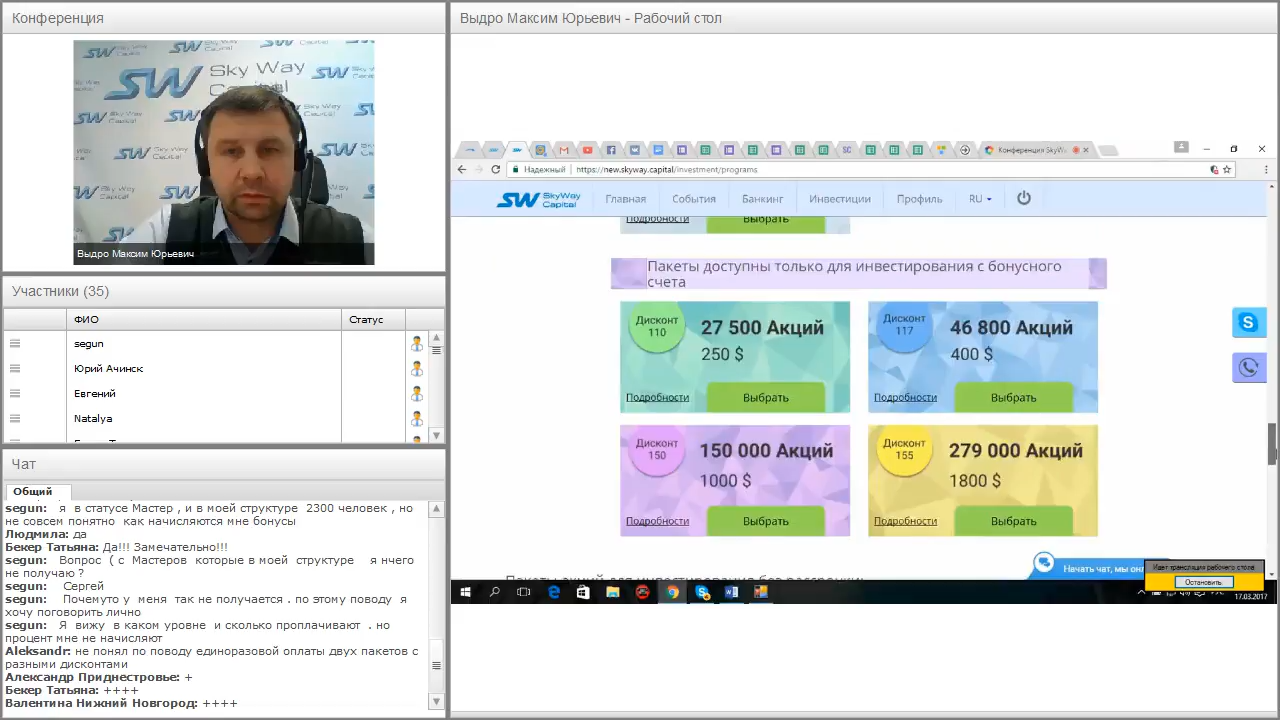 Конференция
SW Sky Way
Capital
Выдро Максим Юрьевич
Участники (35)
ФИО
Статус
segun
Юрий Ачинск
Евгений
Natalya
Чат
Общий
segun: я в статусе Мастер , и в моей структуре 2300 человек , но
не совсем понятно как начисляются мне бонусы
Людмила: да
Бекер Татьяна: Да!!! Замечательно!!!
segun: Вопрос ( с Мастеров которые в моей структуре я нчего
не получаю ?
segun: Сергей
segun: Почемуто у меня так не получается . по этому поводу я
хочу поговорить лично
segun: Я вижу в каком уровне и сколько проплачивают . но
процент мне не начисляют
Aleksandr: не понял по поводу единоразовой оплаты двух пакетов с
разными дисконтами
Александр Приднестровье: +
Бекер Татьяна: ++++
Валентина Нижний Новгород: ++++
Выдро Максим Юрьевич - Рабочий стол
Конференция SkyWa
Надежный
https://new.skyway.capital/investment/programs
SW SkyWay
Capital
Главная
События
Банкинг
Инвестиции
Профиль
RU
Подробности
Выбрать
Пакеты доступны только для инвестирования с бонусного
счета
Дисконт
110
27 500 Акций
250 $
Подробности
Выбрать
Дисконт
117
46 800 Акций
400 $
Подробности
Выбрать
Дисконт
150
150 000 Акций
1000 $
Подробности
Выбрать
Дисконт
155
279 000 Акций
1800 $
Подробности
Выбрать
Начать чат, мы онл
Идет трансляция рабочего стола
Остановить
17.03.2017